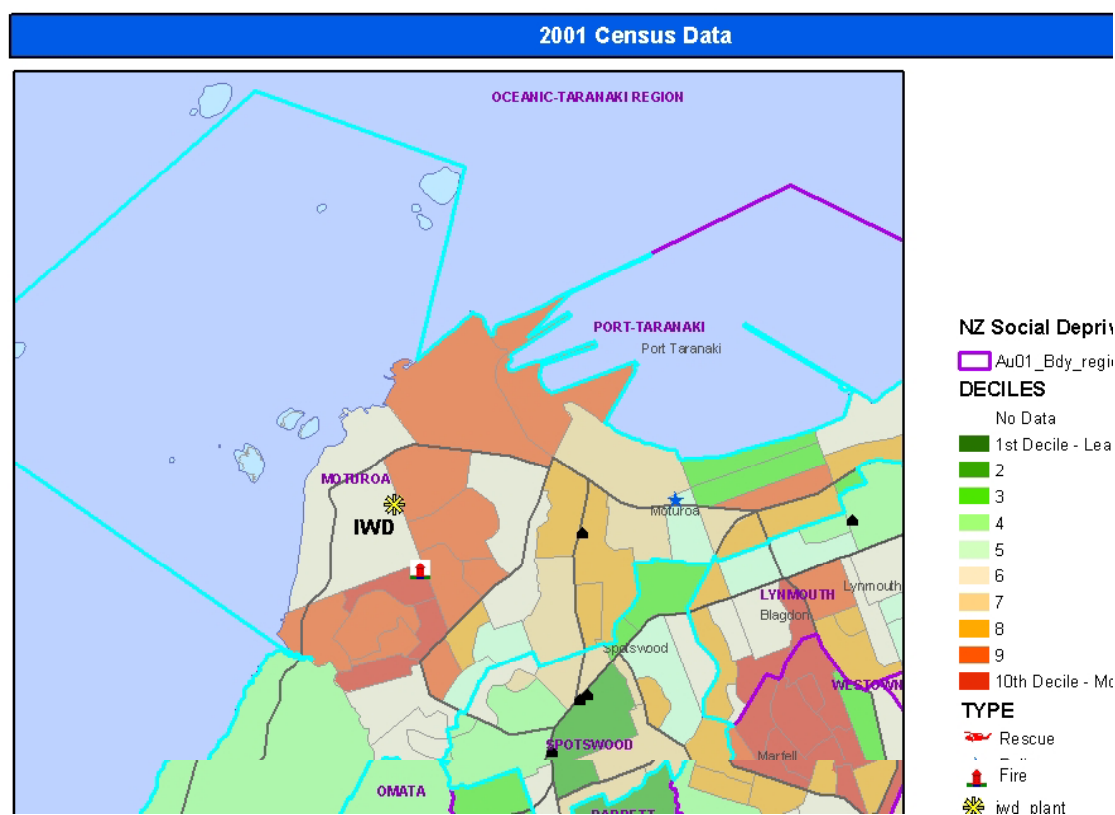 2001 Census Data
OCEANIC-TARANAKI REGION
PORT-TARANAKI
Port Taranaki
MOTUROA
IWD
Moturoa
LYNMOUTH
Lynmouth
Blagdon
Spotswood
WESTOWN
SPOTSWOOD
Marfell
OMATA
BARRETT
NZ Social Depriv
Au01_Bdy_regi
DECILES
No Data
1st Decile - Lea
2
3
4
5
6
7
8
9
10th Decile - Mo
TYPE
Rescue
Fire
iwd_plant